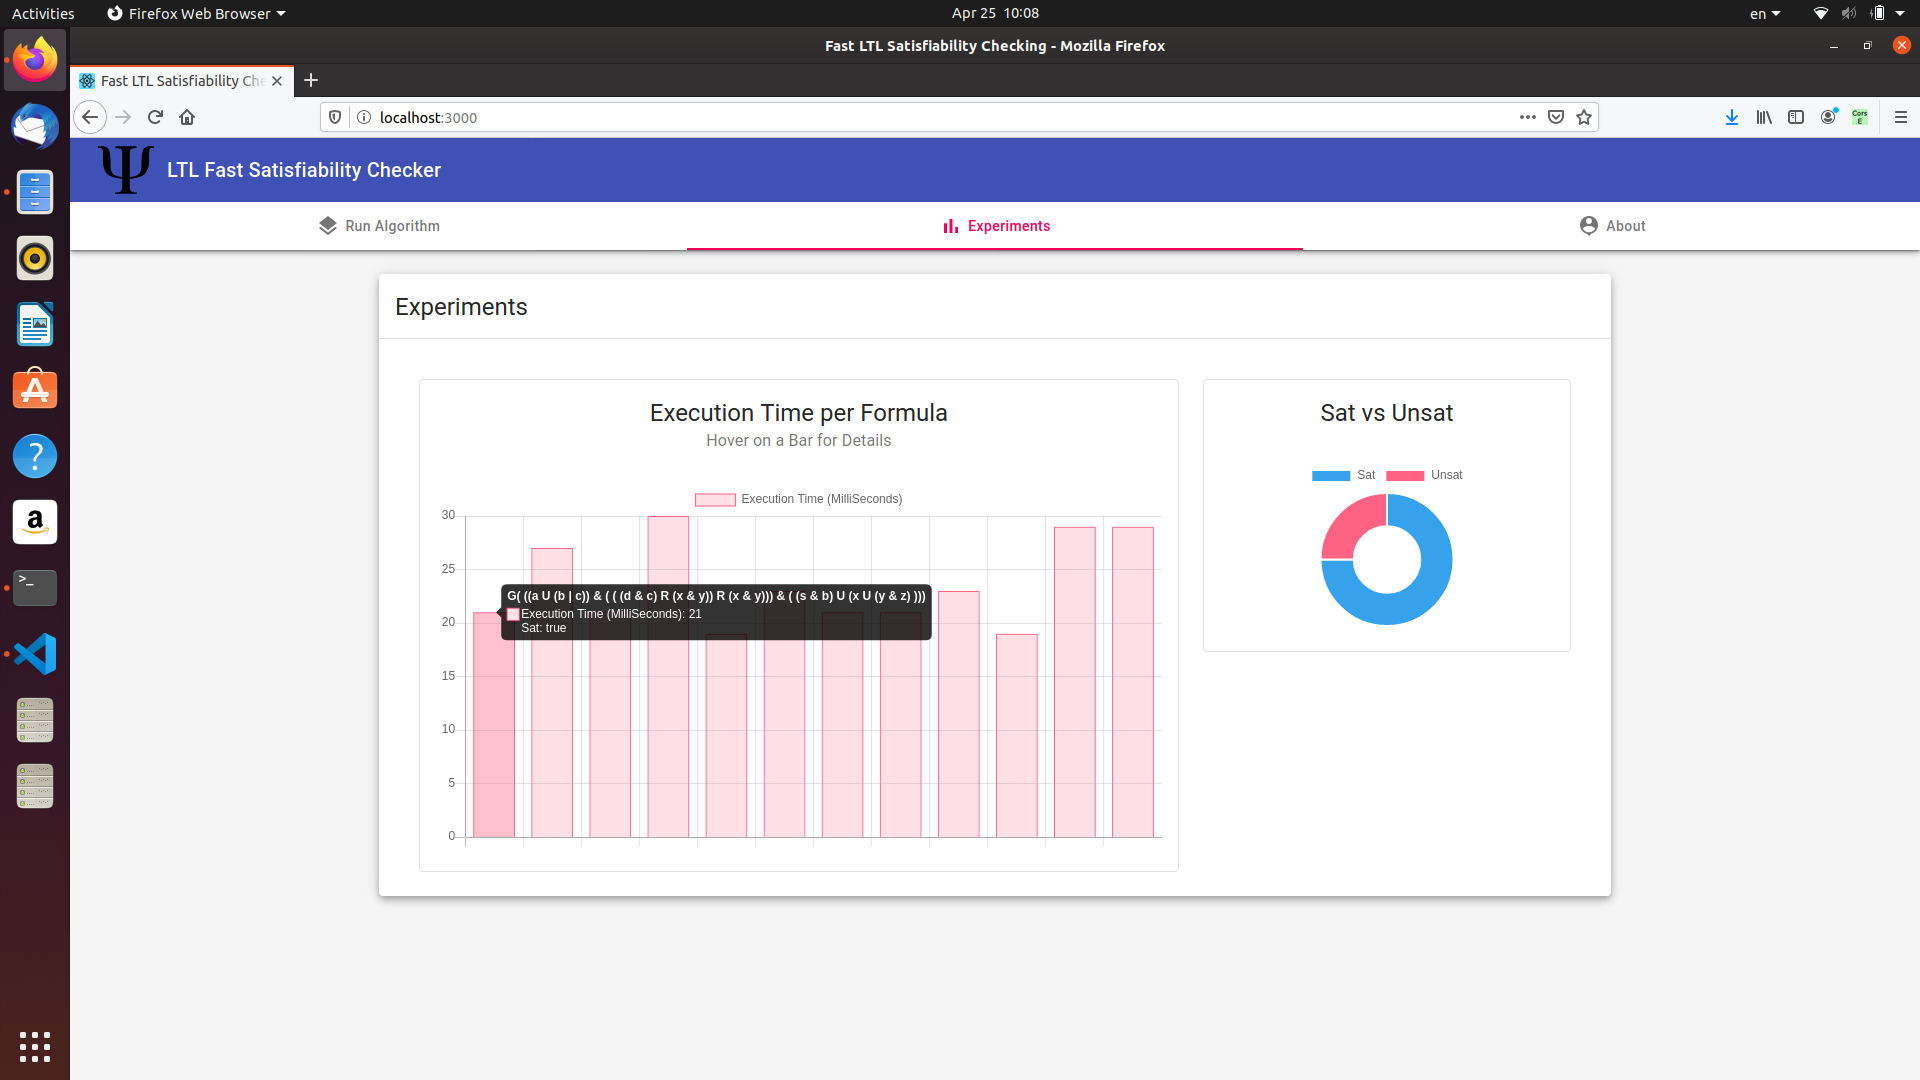 Activities
Firefox Web Browser
Apr 25 10:08
en
Fast LTL Satisfiability Checking - Mozilla Firefox
Fast LTL Satisfiability Che
localhost:3000
Cors
E
Ψ LTL Fast Satisfiability Checker
Run Algorithm
Experiments
About
Experiments
Execution Time per Formula
Hover on a Bar for Details
Execution Time (MilliSeconds)
30
25
20
15
10
5
0
G( ((a U (b | c)) & ( ( (d & c) R (x & y)) R (x & y))) & ( (s & b) U (x U (y & z) )))
Execution Time (MilliSeconds): 21
Sat: true
Sat vs Unsat
Sat
Unsat